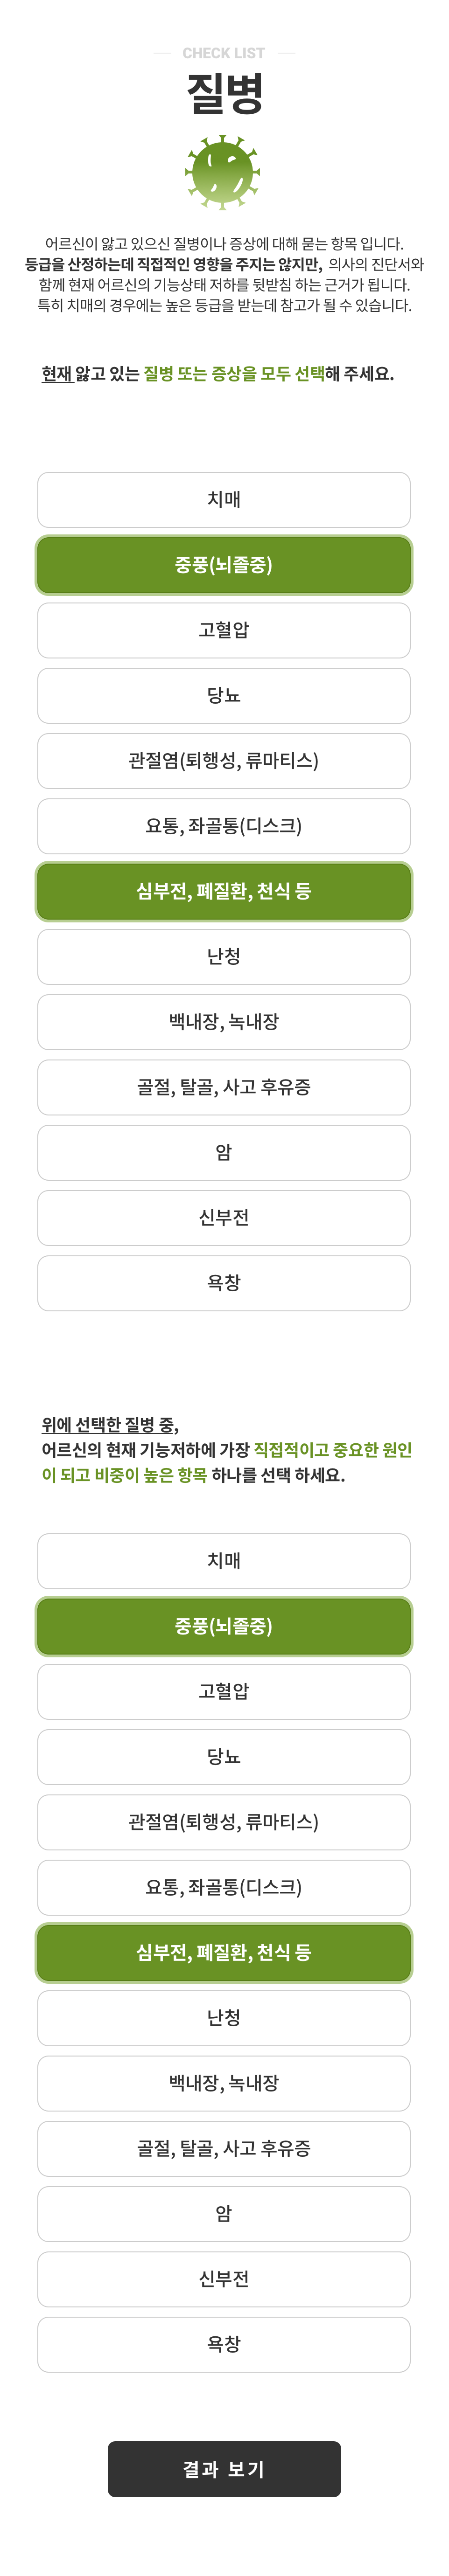 CHECK LIST
질병
어르신이 앓고 있으신 질병이나 증상에 대해 묻는 항목 입니다.
등급을 산정하는데 직접적인 영향을 주지는 않지만, 의사의 진단서와
함께 현재 어르신의 기능상태 저하를 뒷받침 하는 근거가 됩니다.
특히 치매의 경우에는 높은 등급을 받는데 참고가 될 수 있습니다.
현재 앓고 있는 질병 또는 증상을 모두 선택해 주세요.
치매
중풍(뇌졸중)
고혈압
당뇨
관절염(퇴행성, 류마티스)
요통, 좌골통(디스크)
심부전, 폐질환, 천식 등
난청
백내장, 녹내장
골절, 탈골, 사고 후유증
암
신부전
욕창
위에 선택한 질병 중,
어르신의 현재 기능저하에 가장 직접적이고 중요한 원인
이 되고 비중이 높은 항목 하나를 선택 하세요.
치매
중풍(뇌졸중)
고혈압
당뇨
관절염(퇴행성, 류마티스)
요통, 좌골통(디스크)
심부전, 폐질환, 천식 등
난청
백내장, 녹내장
골절, 탈골, 사고 후유증
암
신부전
욕창
결과 보기